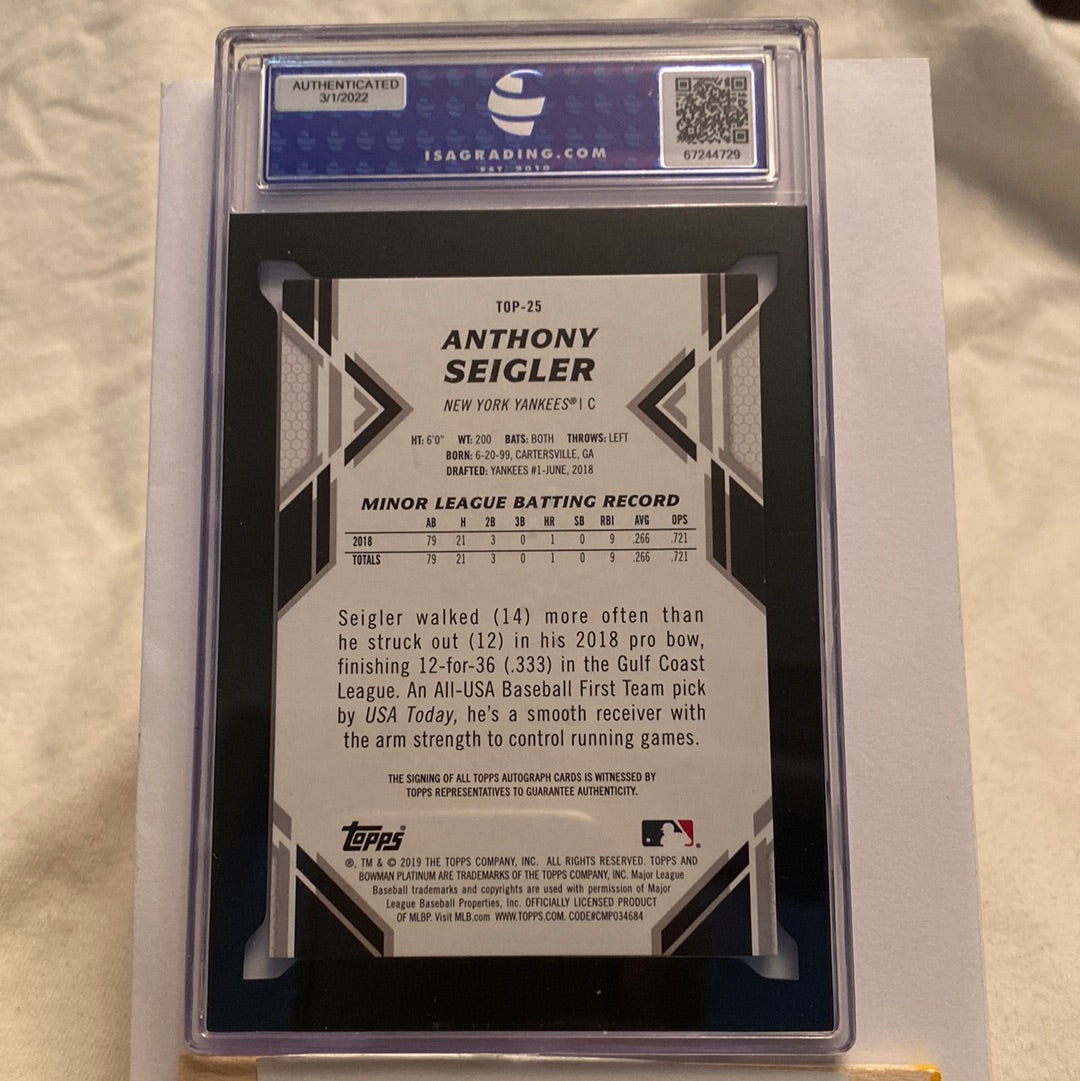 AUTHENTICATED
3/1/2022
ISAGRADING.COM
EST. 2010
67244729
TOP-25
ANTHONY
SEIGLER
NEW YORK YANKEES® | C
HT: 6'0" WT: 200 BATS: BOTH THROWS: LEFT
BORN: 6-20-99, CARTERSVILLE, GA
DRAFTED: YANKEES #1-JUNE, 2018
MINOR LEAGUE BATTING RECORD
AB H 2B 3B HR SB RBI AVG OPS
2018 79 21 3 0 1 0 9 .266 .721
TOTALS 79 21 3 0 1 0 9 .266 .721
Seigler walked (14) more often than
he struck out (12) in his 2018 pro bow,
finishing 12-for-36 (.333) in the Gulf Coast
League. An All-USA Baseball First Team pick
by USA Today, he's a smooth receiver with
the arm strength to control running games.
THE SIGNING OF ALL TOPPS AUTOGRAPH CARDS IS WITNESSED BY
TOPPS REPRESENTATIVES TO GUARANTEE AUTHENTICITY.
topps®
®, TM & © 2019 THE TOPPS COMPANY, INC. ALL RIGHTS RESERVED. TOPPS AND
BOWMAN PLATINUM ARE TRADEMARKS OF THE TOPPS COMPANY, INC. Major League
Baseball trademarks and copyrights are used with permission of Major
League Baseball Properties, Inc. OFFICIALLY LICENSED PRODUCT
OF MLBP. Visit MLB.com WWW.TOPPS.COM. CODE#CMP034684